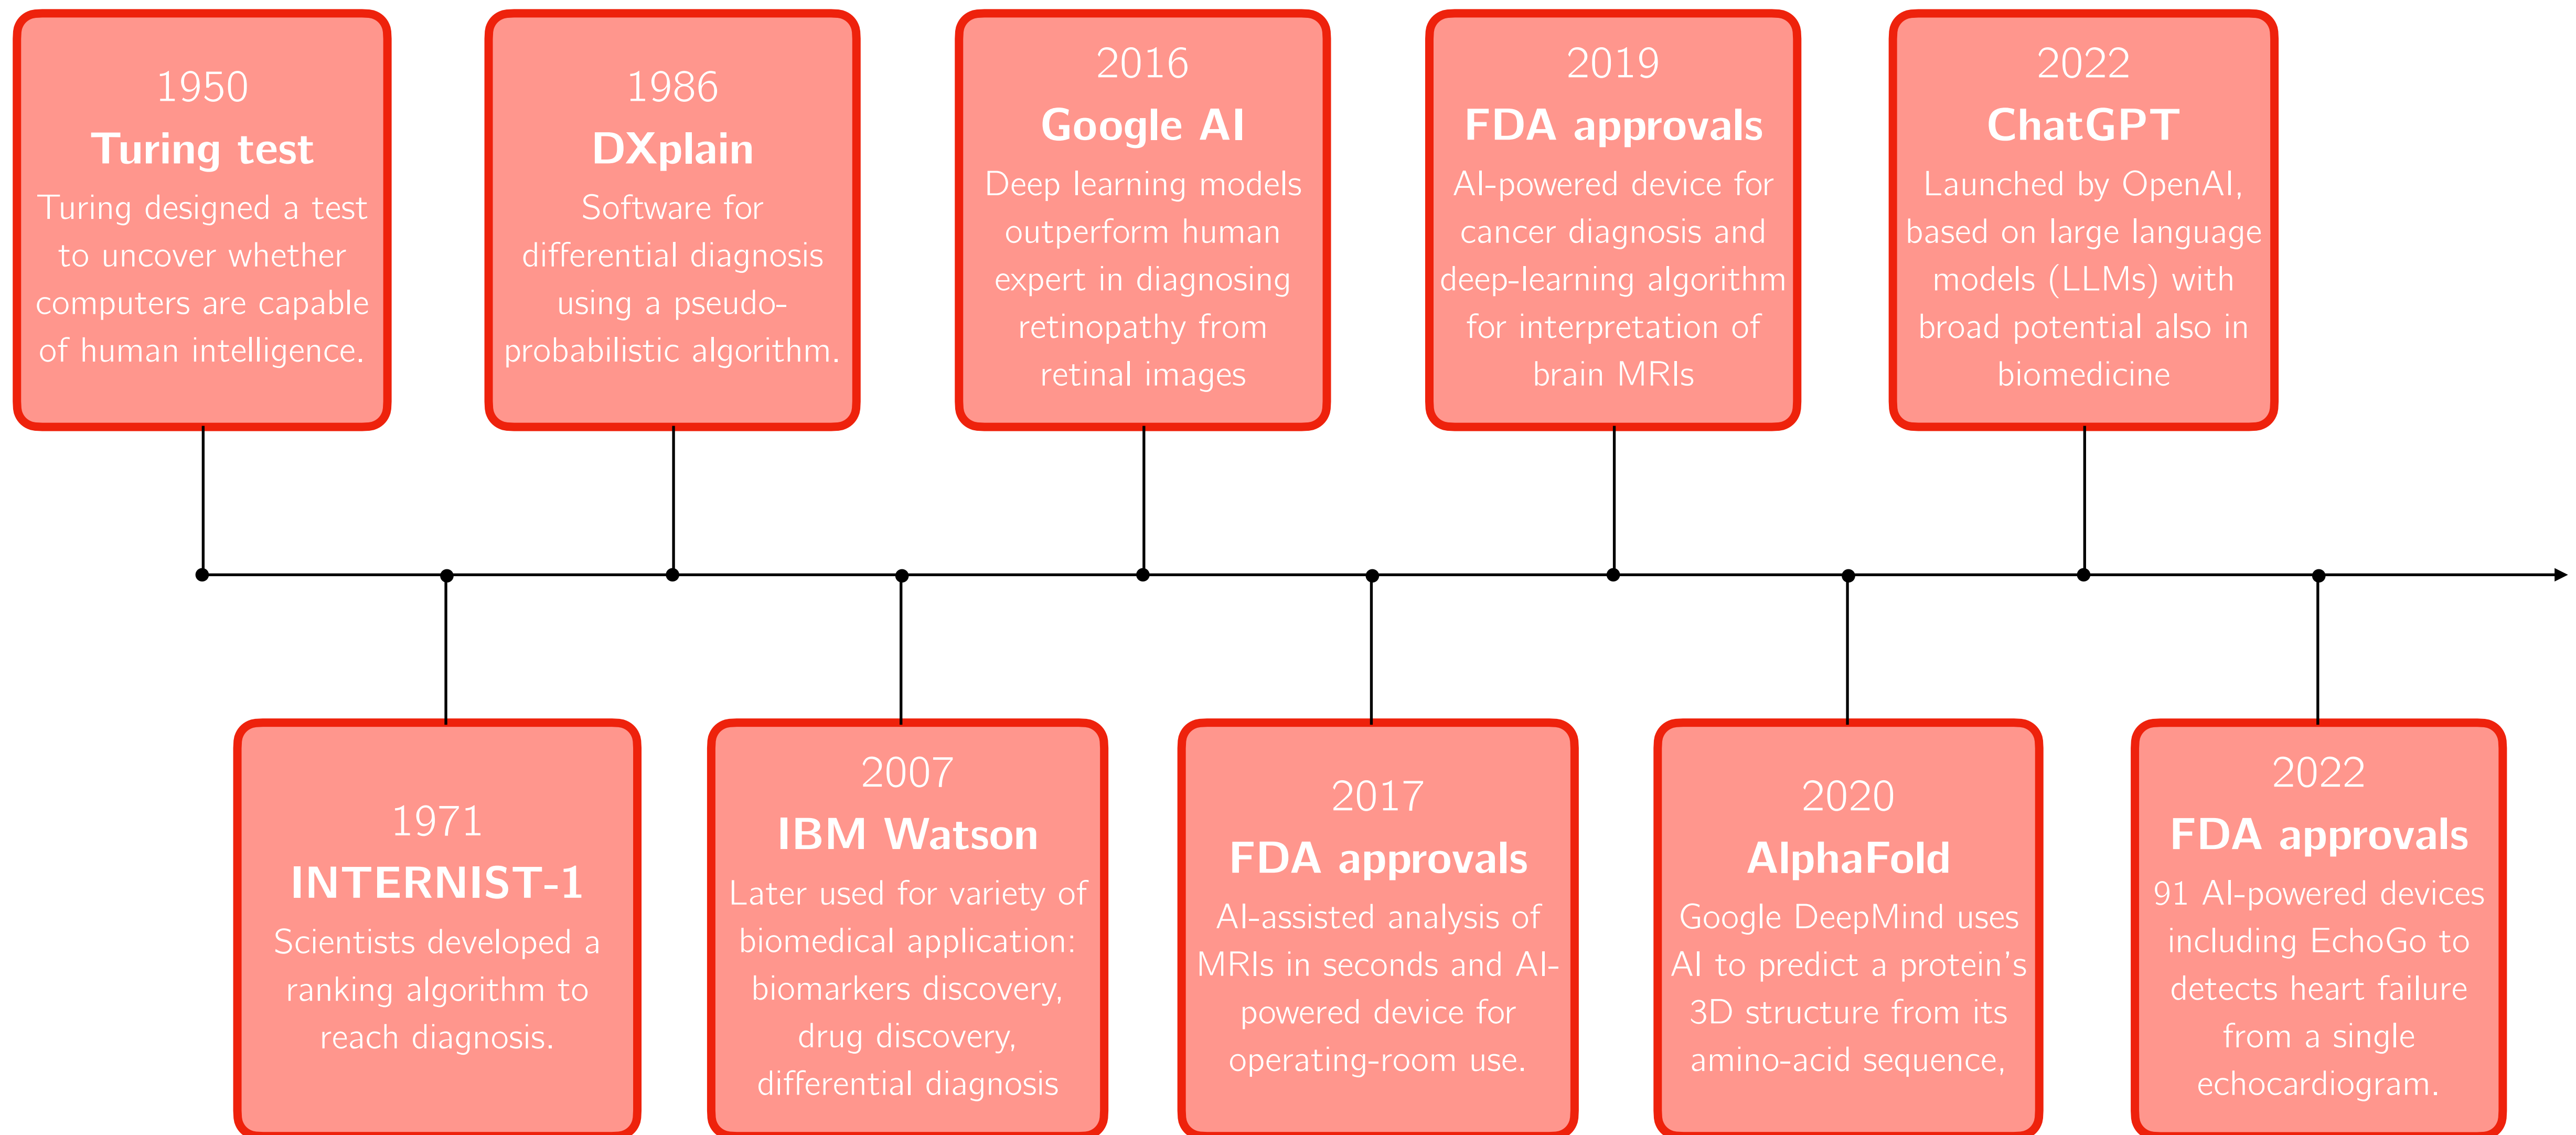 1950
Turing test
Turing designed a test
to uncover whether
computers are capable
of human intelligence.
1986
DXplain
Software for
differential diagnosis
using a pseudo-
probabilistic algorithm.
2016
Google AI
Deep learning models
outperform human
expert in diagnosing
retinopathy from
retinal images
2019
FDA approvals
AI-powered device for
cancer diagnosis and
deep-learning algorithm
for interpretation of
brain MRIs
2022
ChatGPT
Launched by OpenAI,
based on large language
models (LLMs) with
broad potential also in
biomedicine
1971
INTERNIST-1
Scientists developed a
ranking algorithm to
reach diagnosis.
2007
IBM Watson
Later used for variety of
biomedical application:
biomarkers discovery,
drug discovery,
differential diagnosis
2017
FDA approvals
AI-assisted analysis of
MRIs in seconds and AI-
powered device for
operating-room use.
2020
AlphaFold
Google DeepMind uses
AI to predict a protein's
3D structure from its
amino-acid sequence,
2022
FDA approvals
91 AI-powered devices
including EchoGo to
detects heart failure
from a single
echocardiogram.